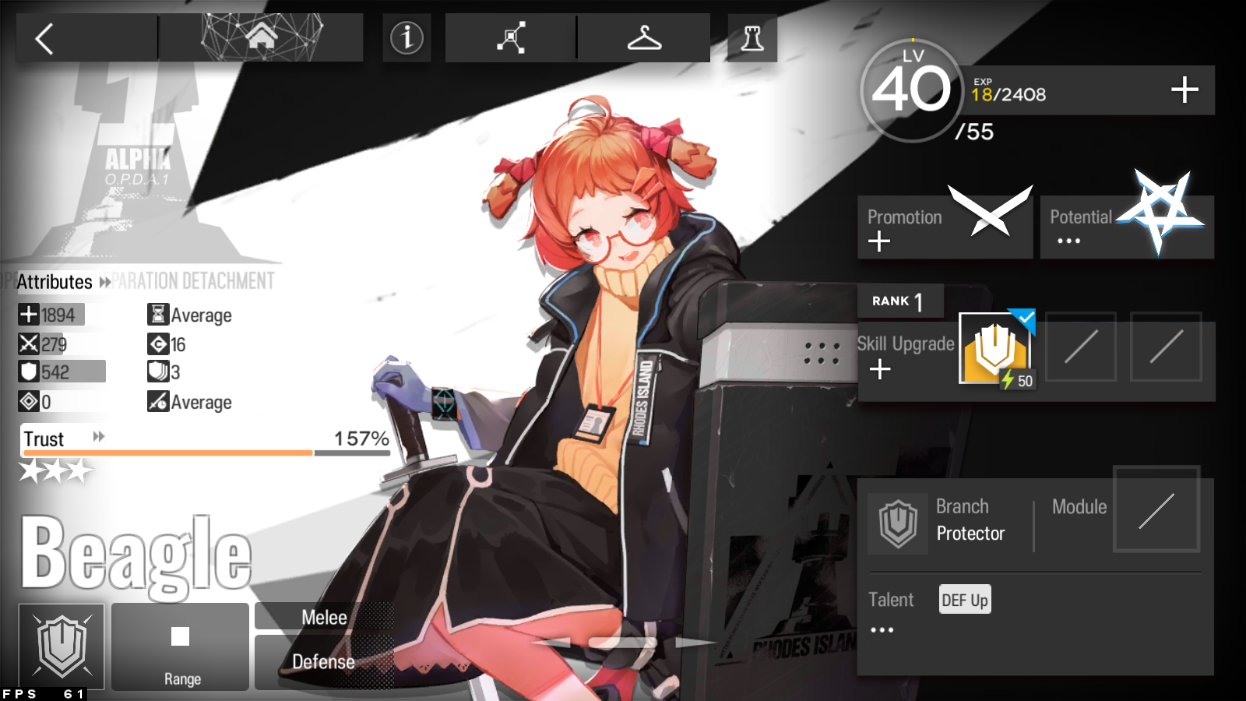 LV
40
EXP
18/2408
/55
ALPHA
O.P.D.A.1
PARATION DETACHMENT
Promotion
Potential
Attributes
1894
Average
279
16
542
3
0
Average
RANK 1
Skill Upgrade
50
Trust
157%
RHODES ISLAND
Beagle
Branch
Protector
Module
Talent
DEF Up
Melee
Defense
Range
RHODES ISLAN
FPS 61